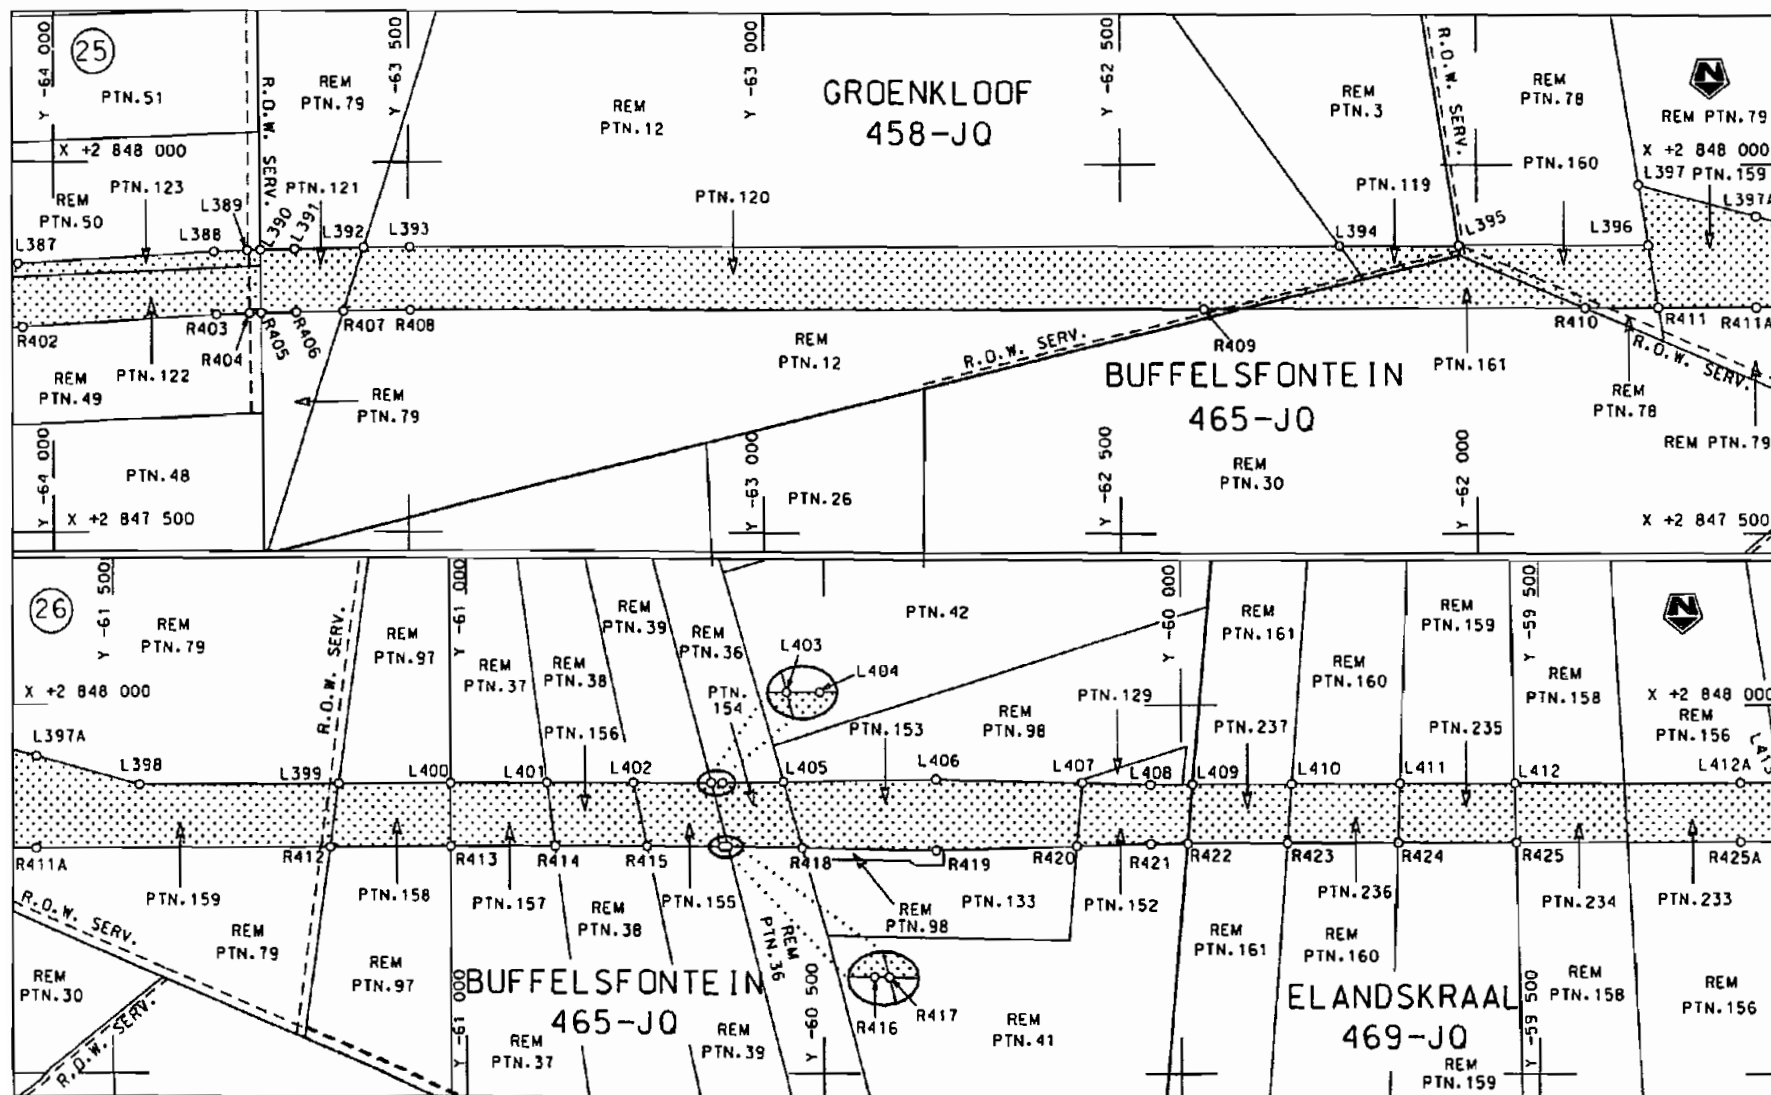 25
Y -64 000
PTN.51
X +2 848 000
R.O.W. SERV.
REM
PTN.79
Y -63 500
REM
PTN.12
Y -63 000
GROENKLOOF
458-JQ
Y -62 500
REM
PTN.3
R.O.W. SERV.
REM
PTN.78
N
REM PTN.79
X +2 848 000
REM
PTN.50
PTN.123
L389
L390
L391
PTN.121
PTN.120
PTN.119
PTN.160
L397
PTN.159
L397A
L387
L388
L392
L393
L394
L395
L396
R402
R403
R404
R405
R406
R407
R408
R409
R410
R411
R411A
REM
PTN.49
PTN.122
REM
PTN.79
REM
PTN.12
R.O.W. SERV.
BUFFELSFONTEIN
465-JQ
PTN.161
REM
PTN.78
R.O.W. SERV.
REM PTN.79
Y -64 000
PTN.48
X +2 847 500
Y -63 000
PTN.26
Y -62 500
REM
PTN.30
Y -62 000
X +2 847 500
26
Y -61 500
REM
PTN.79
X +2 848 000
R.O.W. SERV.
REM
PTN.97
Y -61 000
REM
PTN.37
REM
PTN.38
REM
PTN.39
REM
PTN.36
PTN.42
L403
L404
Y -60 000
REM
PTN.161
REM
PTN.160
REM
PTN.159
Y -59 500
REM
PTN.158
N
X +2 848 000
REM
PTN.156
L413
PTN.156
PTN.
154
PTN.153
REM
PTN.98
PTN.129
PTN.237
PTN.235
L397A
L398
L399
L400
L401
L402
L405
L406
L407
L408
L409
L410
L411
L412
L412A
R411A
R412
R413
R414
R415
R418
R419
R420
R421
R422
R423
R424
R425
R425A
PTN.159
PTN.158
PTN.157
PTN.155
REM
PTN.98
PTN.133
PTN.152
PTN.236
PTN.234
PTN.233
R.O.W. SERV.
REM
PTN.79
REM
PTN.38
REM
PTN.36
REM
PTN.161
REM
PTN.160
REM
PTN.30
R.O.W. SERV.
REM
PTN.97
Y -61 000
BUFFELSFONTEIN
465-JQ
REM
PTN.37
REM
PTN.39
Y -60 500
R416
R417
REM
PTN.41
ELANDSKRAAL
469-JQ
REM
PTN.159
Y -59 500
REM
PTN.158
REM
PTN.156